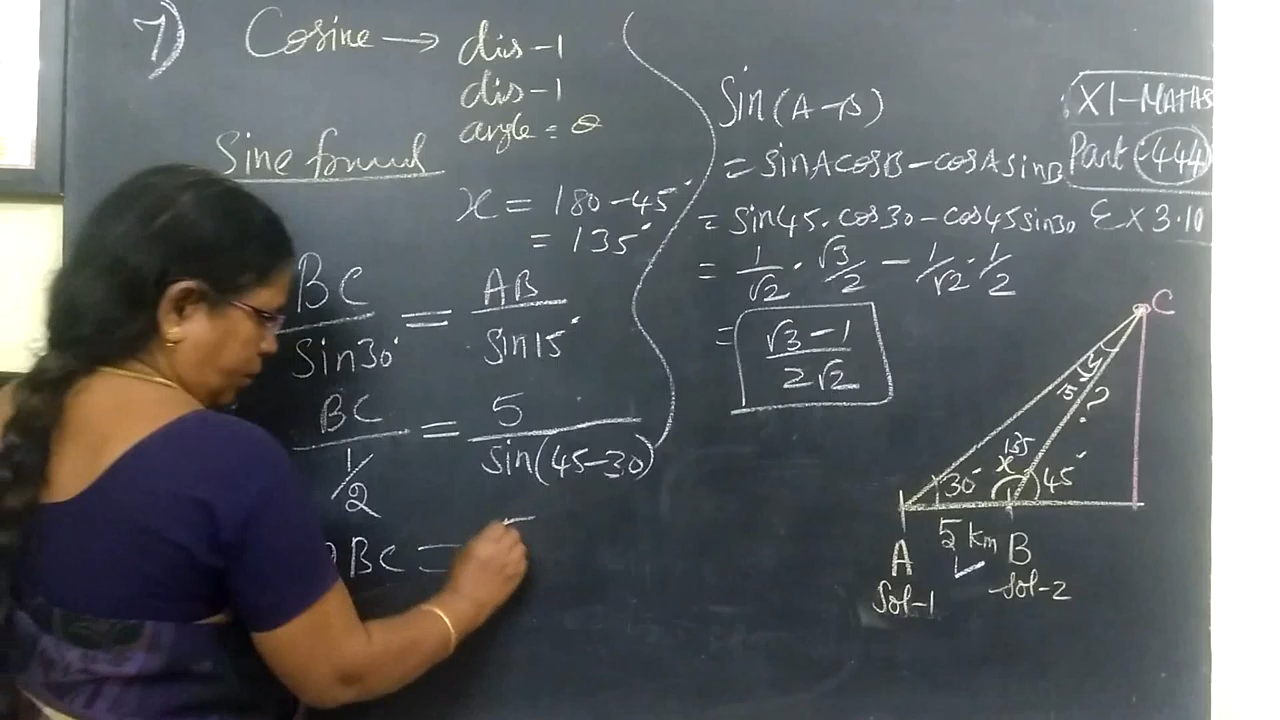 7) Cosine → dis-1
dis-1
angle = θ
Sine formul
x = 180 - 45°
= 135°
BC/Sin30° = AB/Sin15°
BC/(1/2) = 5/sin(45-30)
BC =
Sin(A-B)
= sinAcosB - cosAsinB
= sin45.cos30 - cos45sin30
= 1/√2 . √3/2 - 1/√2 . 1/2
= (√3-1)/(2√2)
XI-MATHS
Part-444
EX 3.10
C
15
?
135
x
30° 45°
5 km
A B
Sol-1 Sol-2